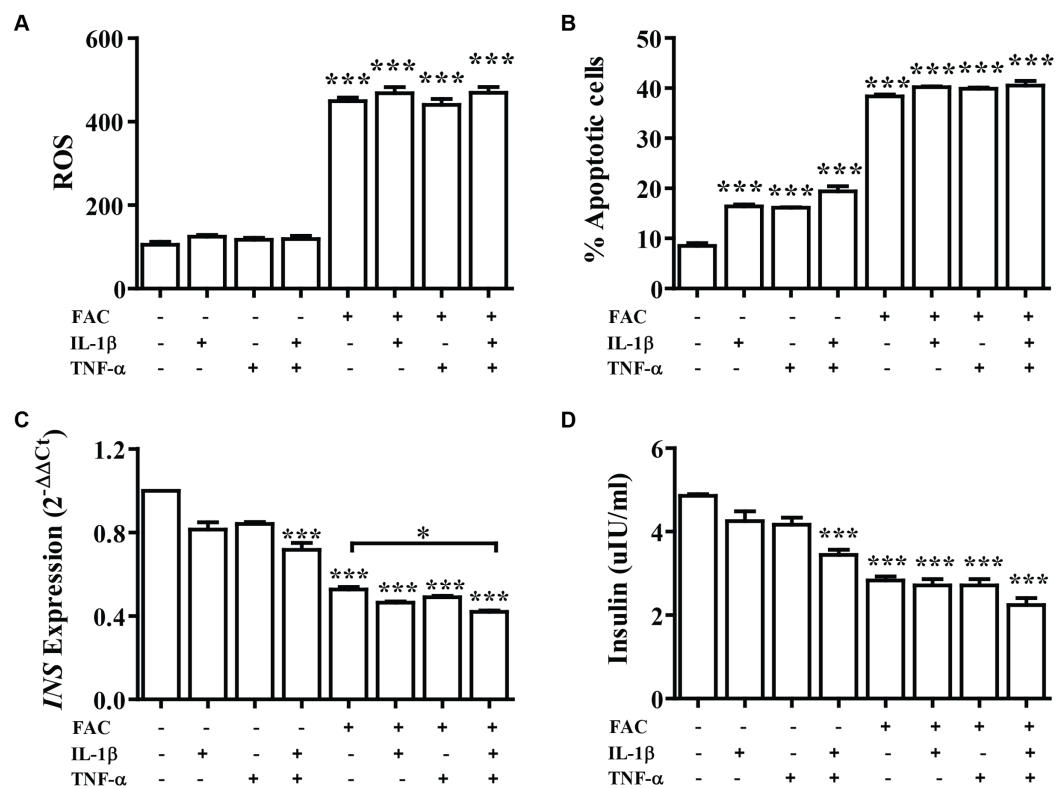 A
ROS
600
400
200
0
*** *** *** ***
FAC - - - - + + + +
IL-1β - + - + - + - +
TNF-α - - + + - - + +
B
% Apoptotic cells
50
40
30
20
10
0
*** *** *** *** *** *** ***
FAC - - - - + + + +
IL-1β - + - + - + - +
TNF-α - - + + - - + +
C
INS Expression (2^-ΔΔCt)
1.2
0.8
0.4
0.0
*
*** *** *** *** ***
FAC - - - - + + + +
IL-1β - + - + - + - +
TNF-α - - + + - - + +
D
Insulin (uIU/ml)
6
4
2
0
*** *** *** *** ***
FAC - - - - + + + +
IL-1β - + - + - + - +
TNF-α - - + + - - + +